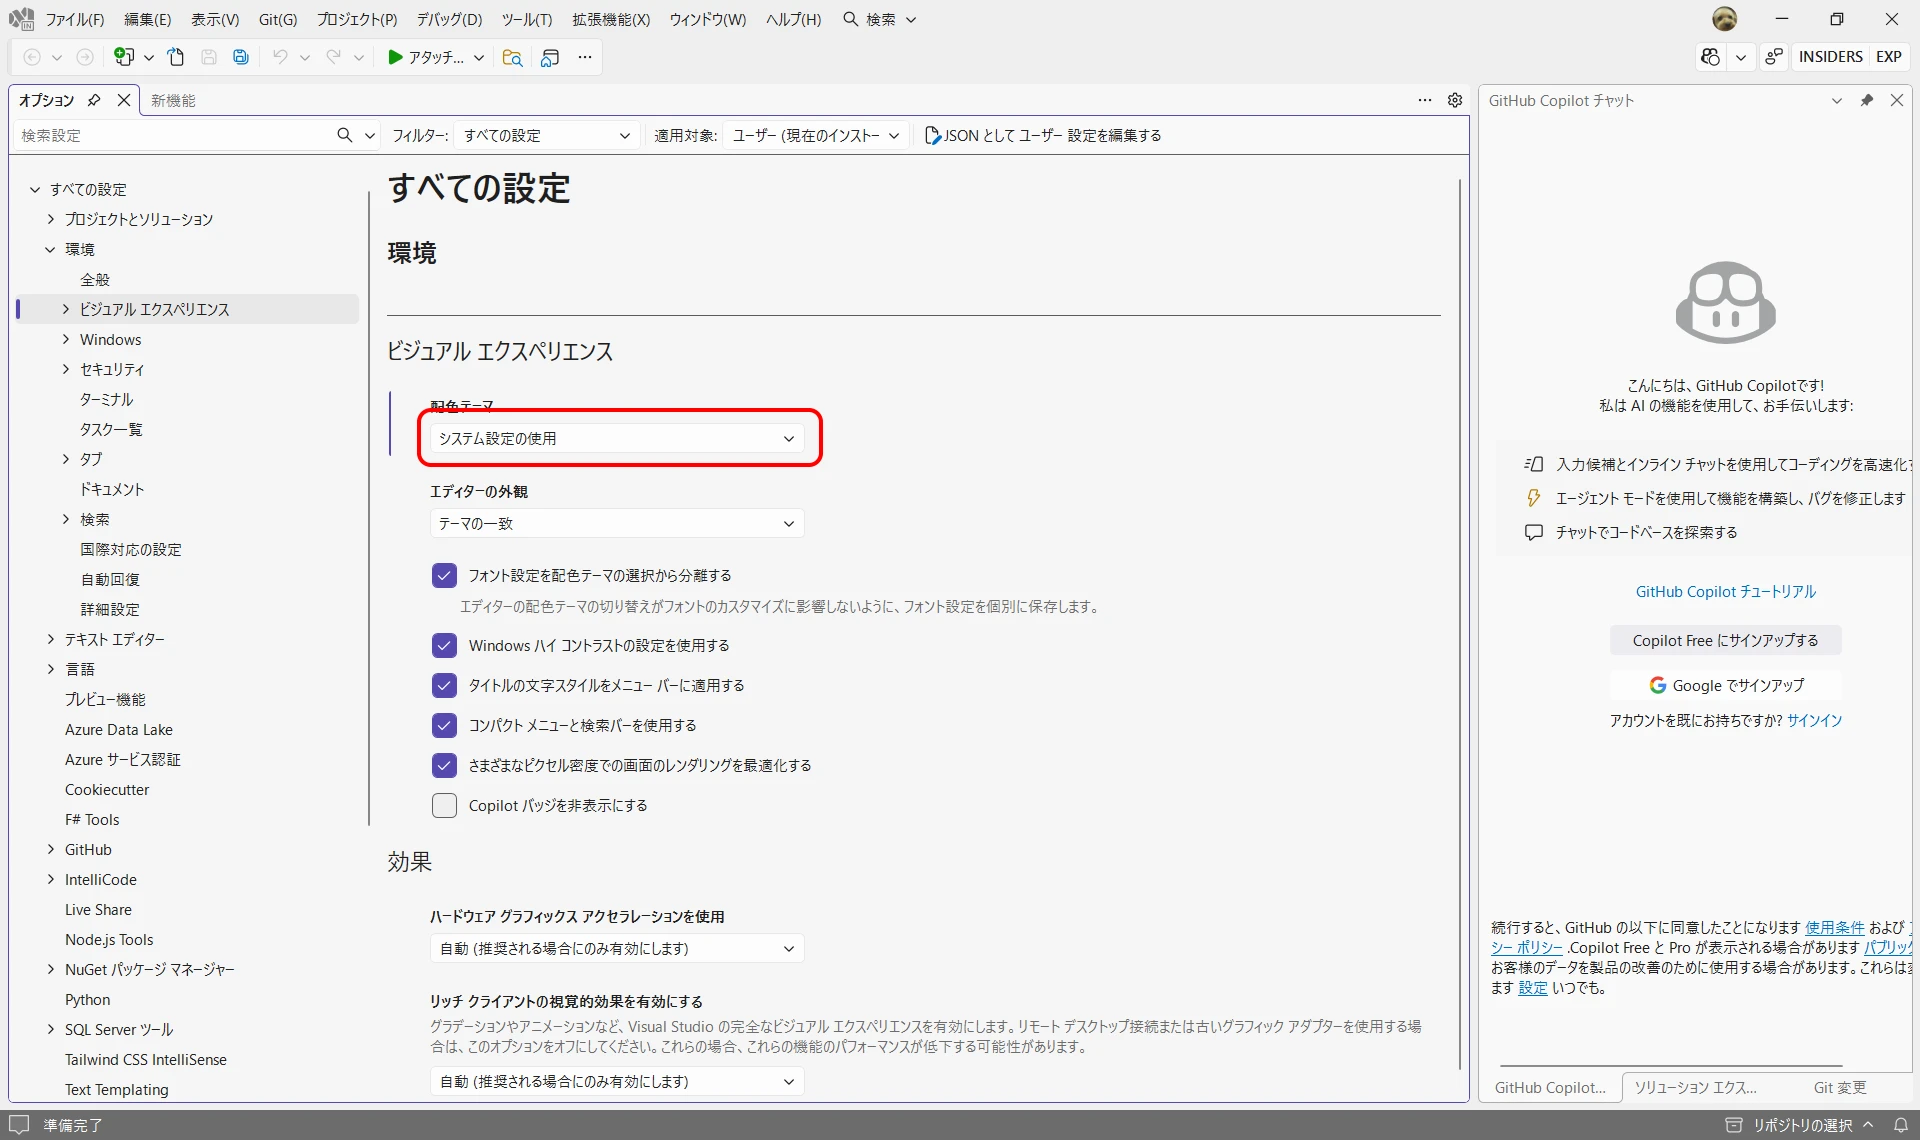 ファイル(F) 編集(E) 表示(V) Git(G) プロジェクト(P) デバッグ(D) ツール(T) 拡張機能(X) ウィンドウ(W) ヘルプ(H) 検索
アタッチ... INSIDERS EXP
オプション 新機能
検索設定 フィルター: すべての設定 適用対象: ユーザー (現在のインストー JSON として ユーザー 設定を編集する
すべての設定
プロジェクトとソリューション
環境
全般
ビジュアル エクスペリエンス
Windows
セキュリティ
ターミナル
タスク一覧
タブ
ドキュメント
検索
国際対応の設定
自動回復
詳細設定
テキスト エディター
言語
プレビュー機能
Azure Data Lake
Azure サービス認証
Cookiecutter
F# Tools
GitHub
IntelliCode
Live Share
Node.js Tools
NuGet パッケージ マネージャー
Python
SQL Server ツール
Tailwind CSS IntelliSense
Text Templating
すべての設定
環境
ビジュアル エクスペリエンス
配色テーマ
システム設定の使用
エディターの外観
テーマの一致
フォント設定を配色テーマの選択から分離する
エディターの配色テーマの切り替えがフォントのカスタマイズに影響しないように、フォント設定を個別に保存します。
Windows ハイ コントラストの設定を使用する
タイトルの文字スタイルをメニュー バーに適用する
コンパクト メニューと検索バーを使用する
さまざまなピクセル密度での画面のレンダリングを最適化する
Copilot バッジを非表示にする
効果
ハードウェア グラフィックス アクセラレーションを使用
自動 (推奨される場合にのみ有効にします)
リッチ クライアントの視覚的効果を有効にする
グラデーションやアニメーションなど、Visual Studio の完全なビジュアル エクスペリエンスを有効にします。リモート デスクトップ接続または古いグラフィック アダプターを使用する場
合は、このオプションをオフにしてください。これらの場合、これらの機能のパフォーマンスが低下する可能性があります。
自動 (推奨される場合にのみ有効にします)
GitHub Copilot チャット
こんにちは、GitHub Copilotです!
私は AI の機能を使用して、お手伝いします:
入力候補とインライン チャットを使用してコーディングを高速化す
エージェント モードを使用して機能を構築し、バグを修正します
チャットでコードベースを探索する
GitHub Copilot チュートリアル
Copilot Free にサインアップする
Google でサインアップ
アカウントを既にお持ちですか? サインイン
続行すると、GitHub の以下に同意したことになります 使用条件 および
シー ポリシー .Copilot Free と Pro が表示される場合があります パブリック
お客様のデータを製品の改善のために使用する場合があります。これらは
ます 設定 いつでも。
GitHub Copilot... ソリューション エクス... Git 変更
準備完了 リポジトリの選択